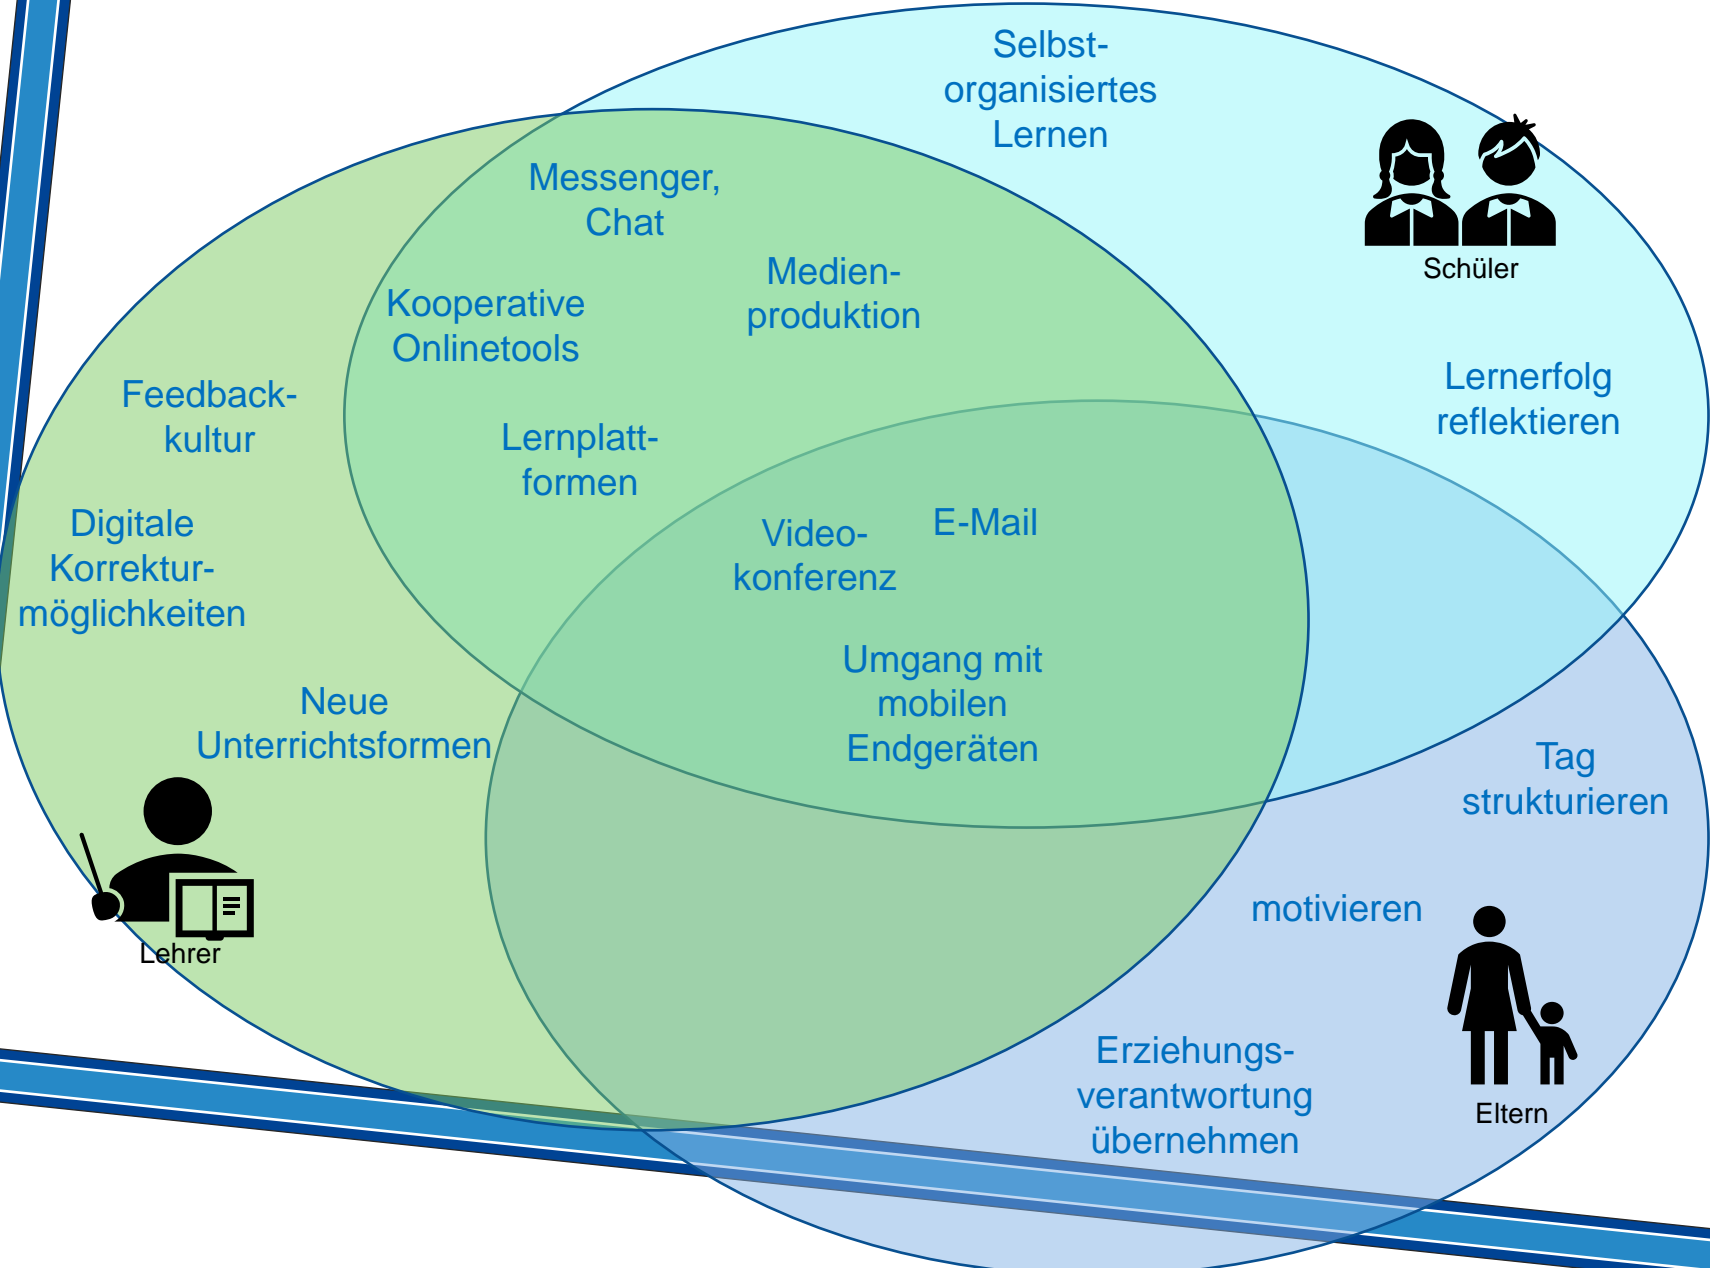 Selbst-
organisiertes
Lernen
Schüler
Messenger,
Chat
Medien-
produktion
Kooperative
Onlinetools
Lernerfolg
reflektieren
Feedback-
kultur
Lernplatt-
formen
Digitale
Korrektur-
möglichkeiten
Video-
konferenz
E-Mail
Umgang mit
mobilen
Endgeräten
Neue
Unterrichtsformen
Lehrer
Tag
strukturieren
motivieren
Erziehungs-
verantwortung
übernehmen
Eltern